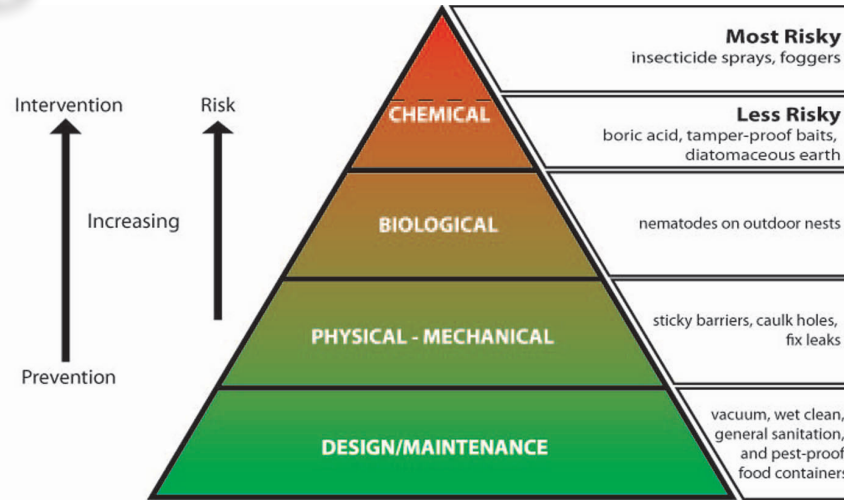 Most Risky
insecticide sprays, foggers
Intervention
Risk
CHEMICAL
Less Risky
boric acid, tamper-proof baits,
diatomaceous earth
Increasing
BIOLOGICAL
nematodes on outdoor nests
PHYSICAL - MECHANICAL
sticky barriers, caulk holes,
fix leaks
Prevention
DESIGN/MAINTENANCE
vacuum, wet clean,
general sanitation,
and pest-proof
food containers